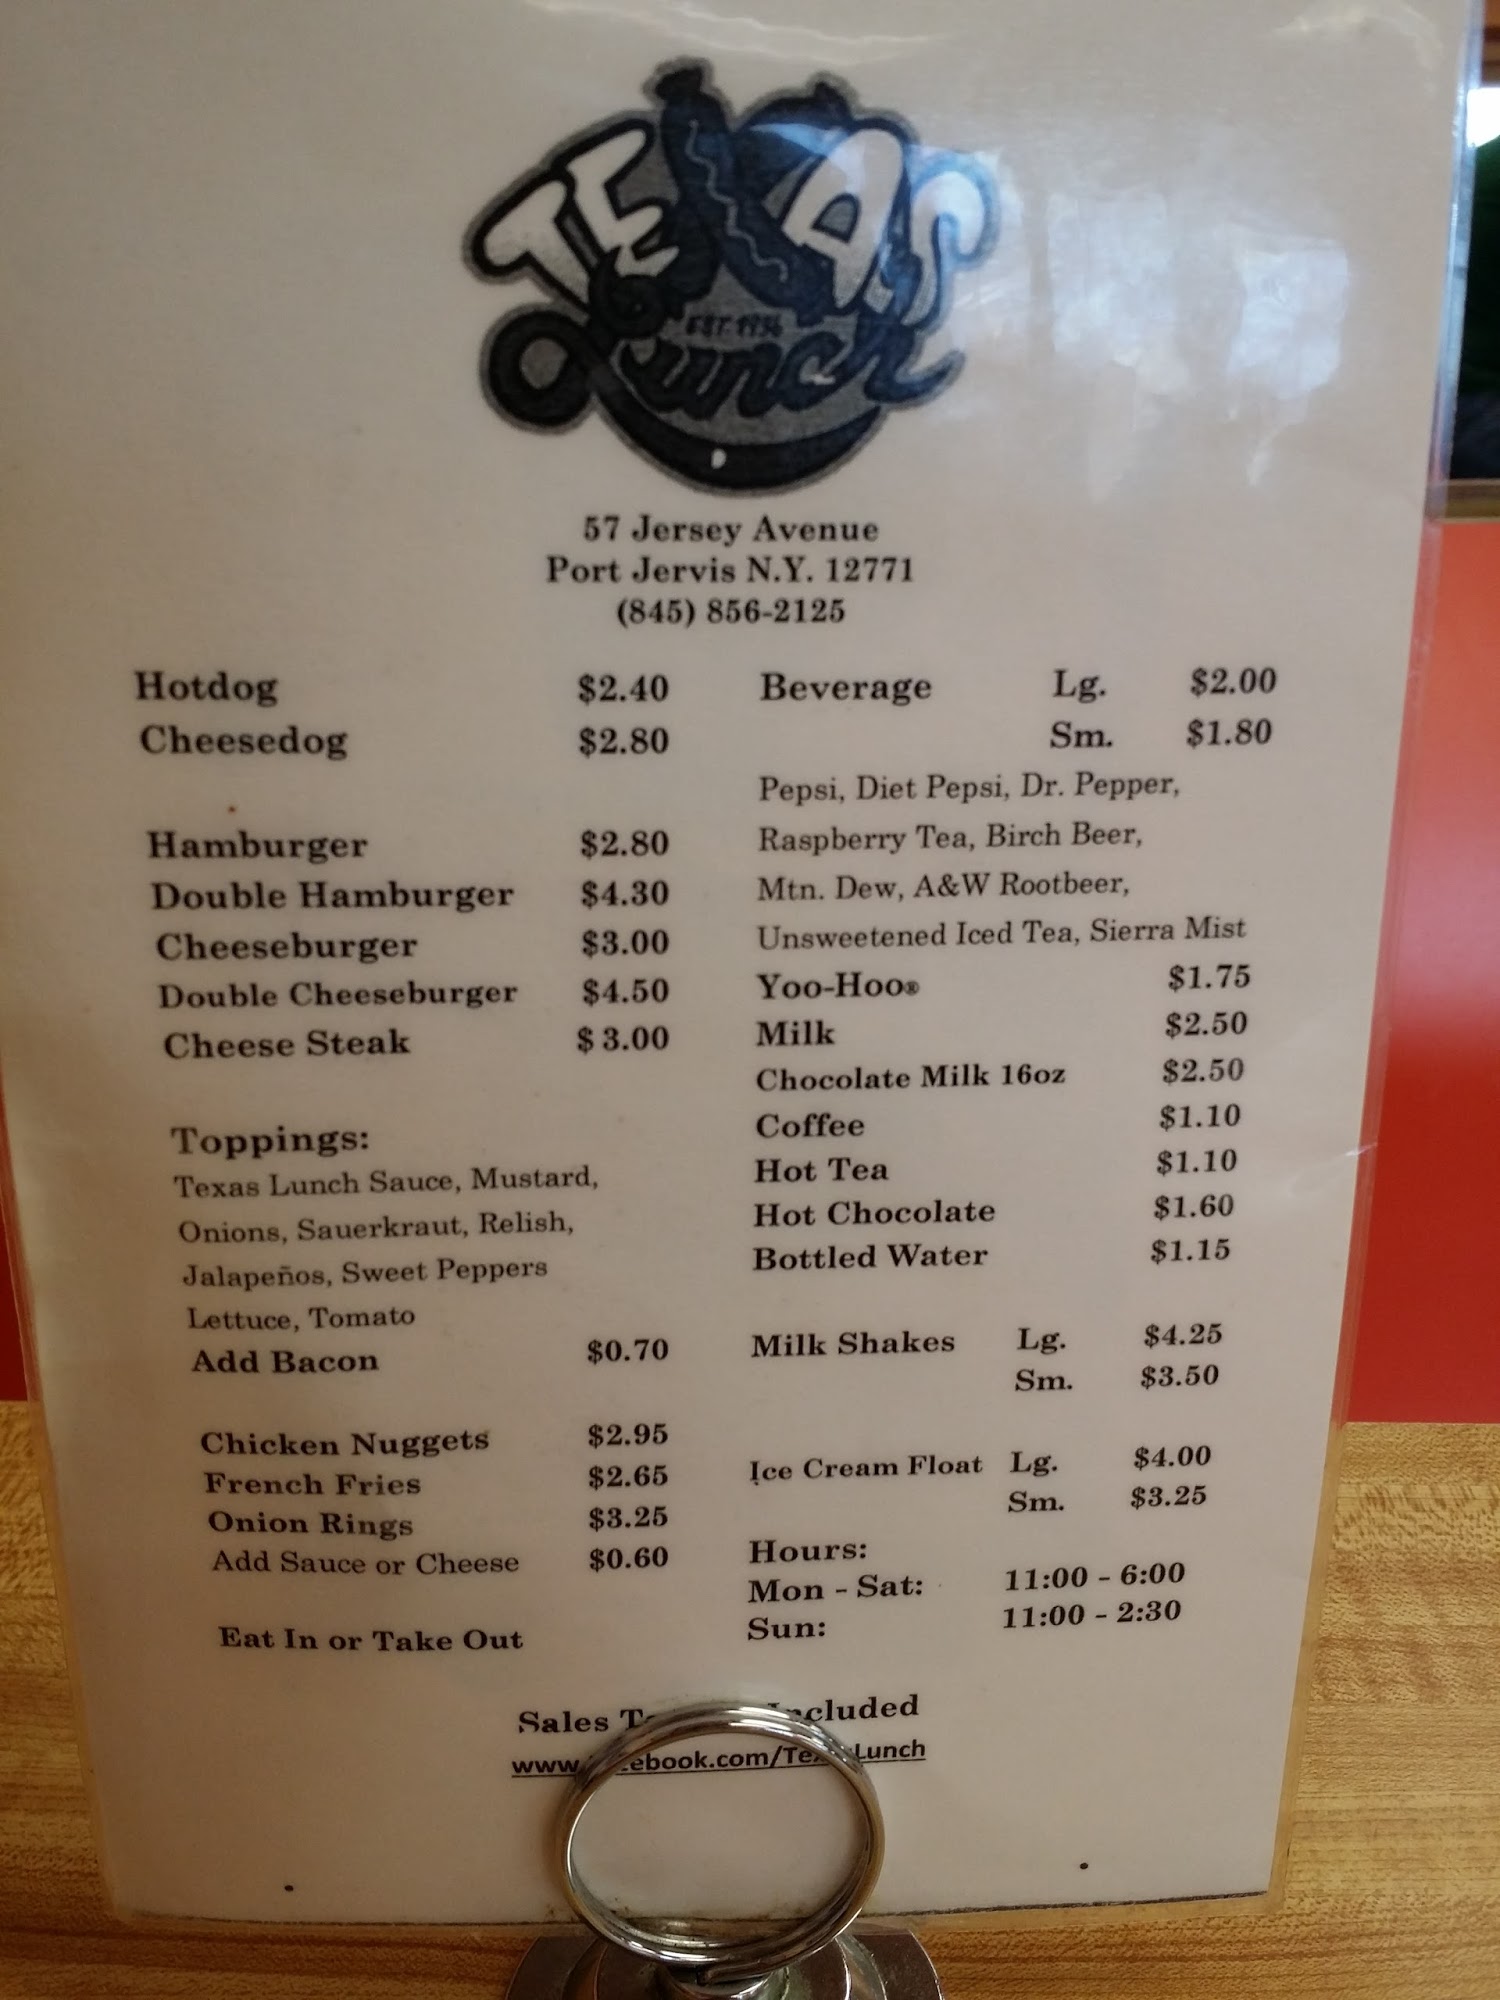 TEXAS
EST. 1956
Lunch
57 Jersey Avenue
Port Jervis N.Y. 12771
(845) 856-2125
Hotdog $2.40
Cheesedog $2.80
Hamburger $2.80
Double Hamburger $4.30
Cheeseburger $3.00
Double Cheeseburger $4.50
Cheese Steak $ 3.00
Toppings:
Texas Lunch Sauce, Mustard,
Onions, Sauerkraut, Relish,
Jalapeños, Sweet Peppers
Lettuce, Tomato
Add Bacon $0.70
Chicken Nuggets $2.95
French Fries $2.65
Onion Rings $3.25
Add Sauce or Cheese $0.60
Eat In or Take Out
Beverage Lg. $2.00
Sm. $1.80
Pepsi, Diet Pepsi, Dr. Pepper,
Raspberry Tea, Birch Beer,
Mtn. Dew, A&W Rootbeer,
Unsweetened Iced Tea, Sierra Mist
Yoo-Hoo® $1.75
Milk $2.50
Chocolate Milk 16oz $2.50
Coffee $1.10
Hot Tea $1.10
Hot Chocolate $1.60
Bottled Water $1.15
Milk Shakes Lg. $4.25
Sm. $3.50
Ice Cream Float Lg. $4.00
Sm. $3.25
Hours:
Mon - Sat: 11:00 - 6:00
Sun: 11:00 - 2:30
Sales Included